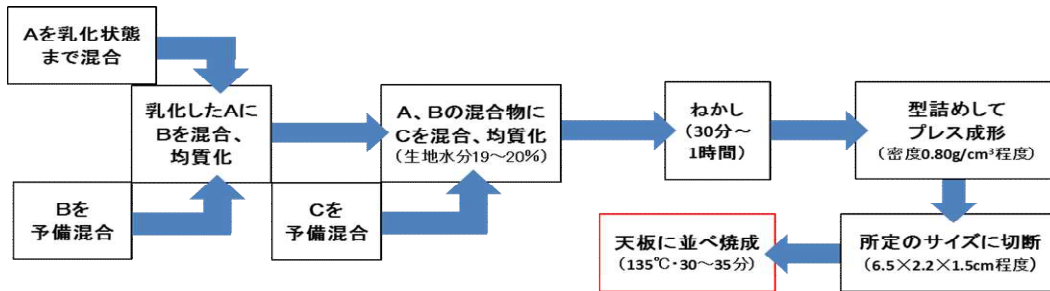 Aを乳化状態
まで混合
乳化したAに
Bを混合、
均質化
Bを
予備混合
A、Bの混合物に
Cを混合、均質化
(生地水分19～20%)
Cを
予備混合
ねかし
(30分～
1時間)
型詰めして
プレス成形
(密度0.80g/cm³程度)
所定のサイズに切断
(6.5×2.2×1.5cm程度)
天板に並べ焼成
(135℃・30～35分)